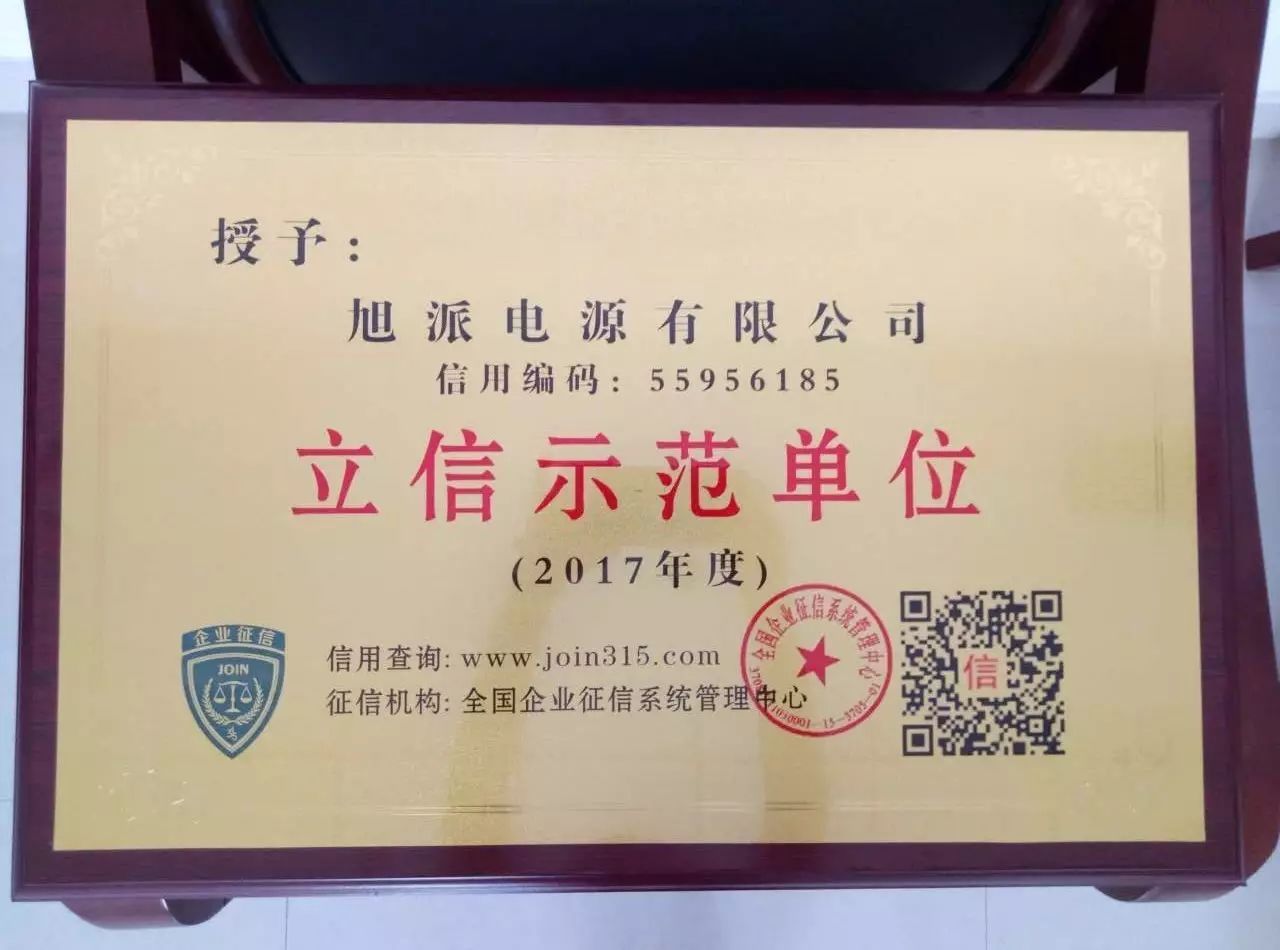 授予:
旭派电源有限公司
信用编码: 55956185
立信示范单位
(2017年度)
企业征信
JOIN
315
信用查询: www.join315.com
征信机构: 全国企业征信系统管理中心
全国企业征信系统管理中心
信